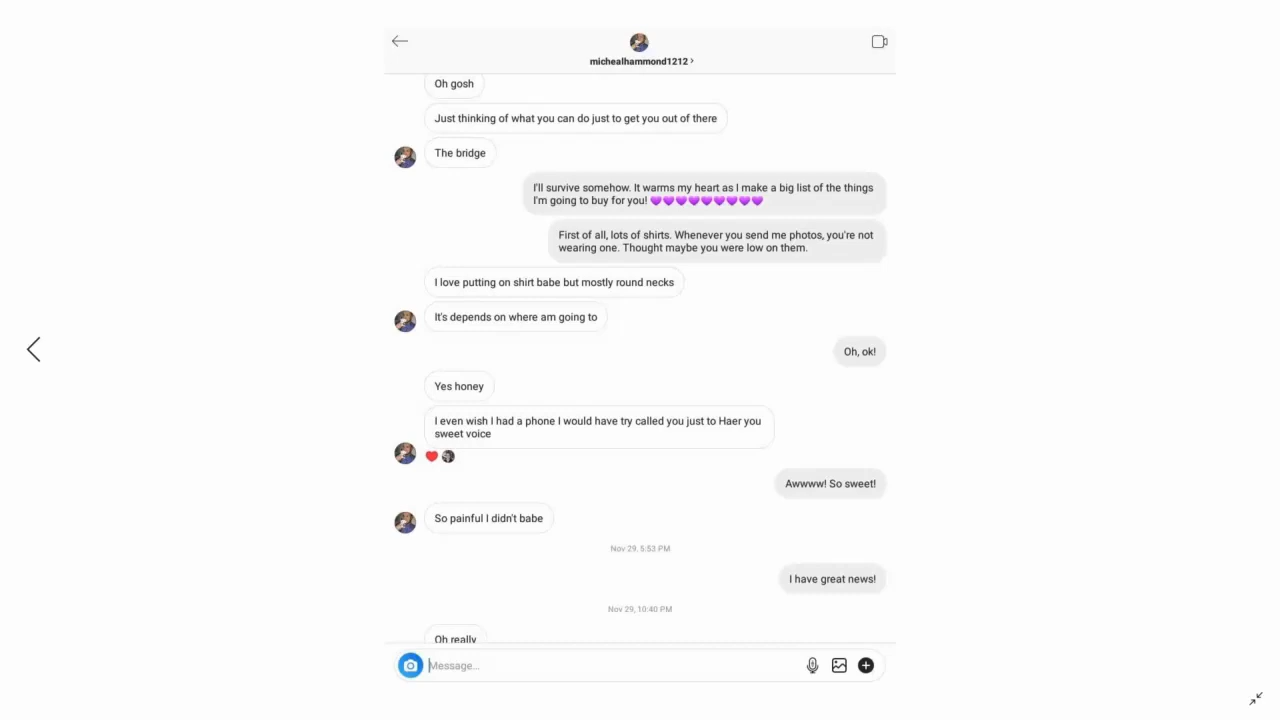 michealhammond1212
Oh gosh
Just thinking of what you can do just to get you out of there
The bridge
I'll survive somehow. It warms my heart as I make a big list of the things
I'm going to buy for you! 💜💜💜💜💜💜💜💜💜
First of all, lots of shirts. Whenever you send me photos, you're not
wearing one. Thought maybe you were low on them.
I love putting on shirt babe but mostly round necks
It's depends on where am going to
Oh, ok!
Yes honey
I even wish I had a phone I would have try called you just to Haer you
sweet voice
Awwww! So sweet!
So painful I didn't babe
Nov 29, 5:53 PM
I have great news!
Nov 29, 10:40 PM
Oh really
Message...